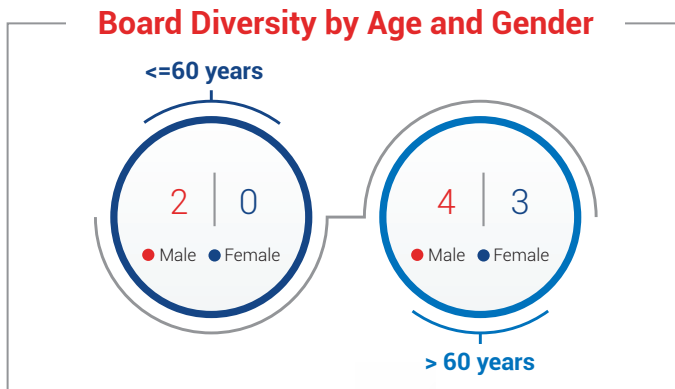 Board Diversity by Age and Gender
<=60 years
2 0
Male Female
4 3
Male Female
> 60 years